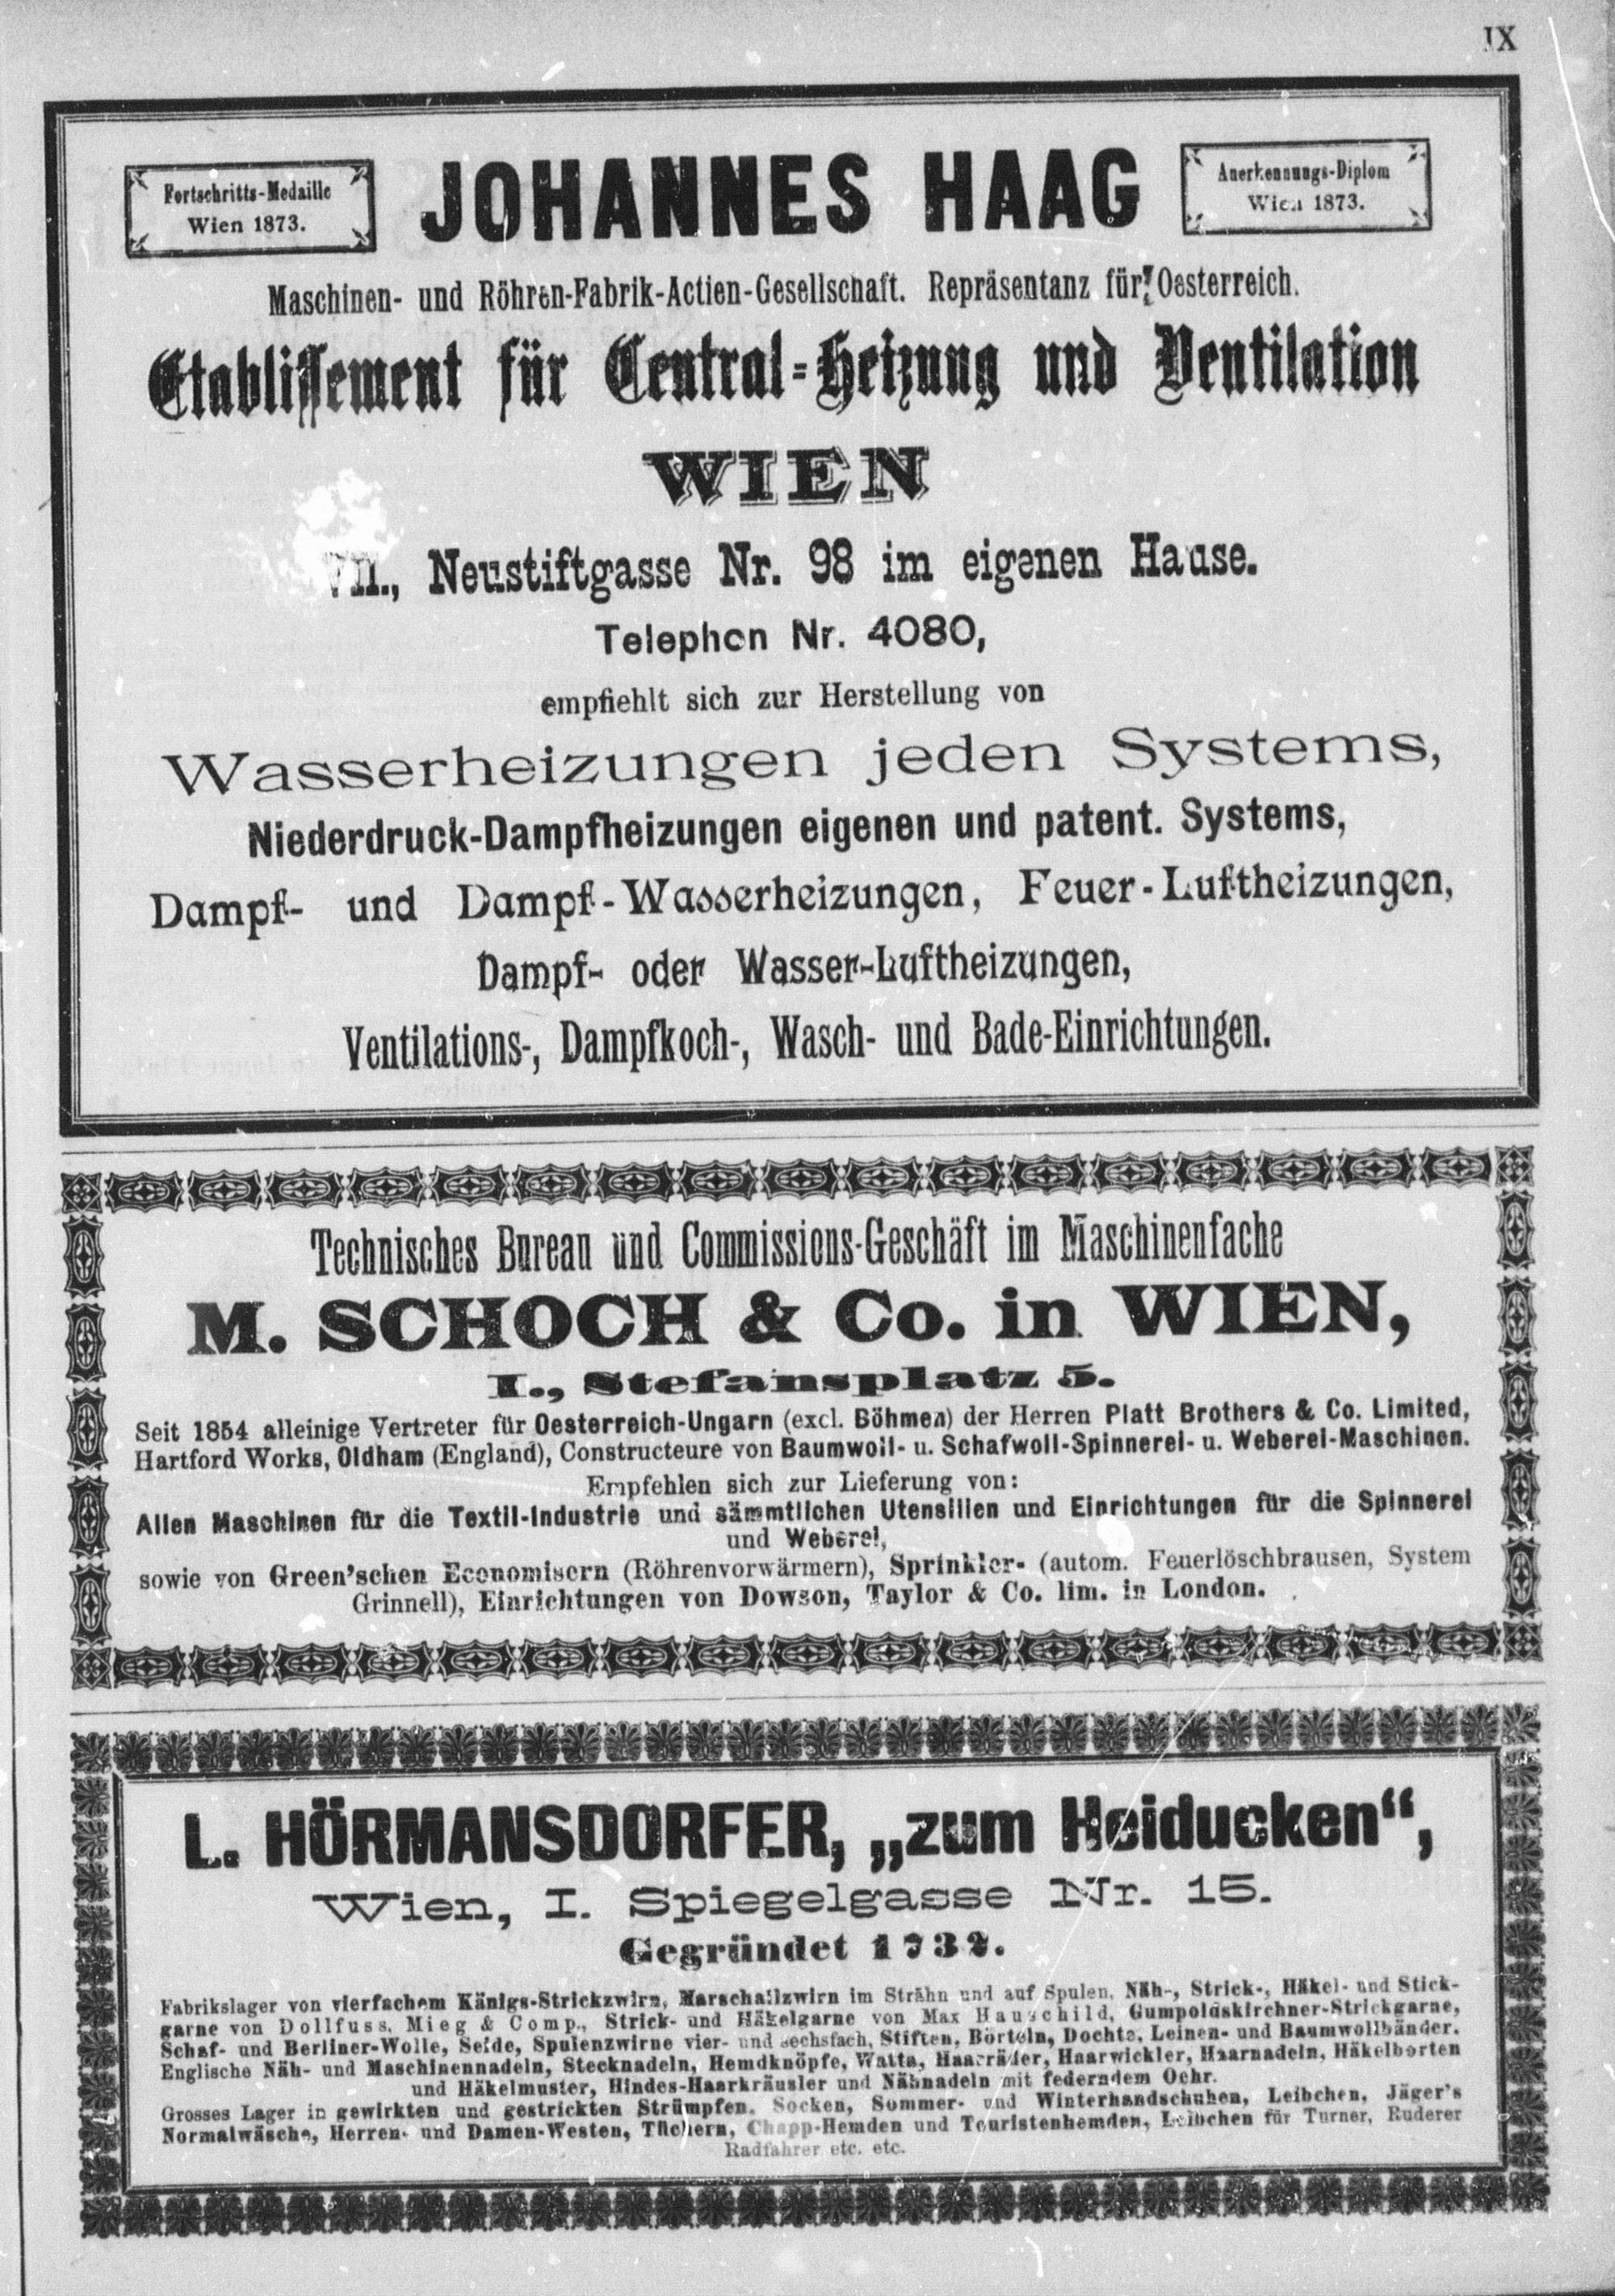 IX
Fortschritts-Medaille
Wien 1873.
JOHANNES HAAG
Anerkennungs-Diplom
Wien 1873.
Maschinen- und Röhren-Fabrik-Actien-Gesellschaft. Repräsentanz für Oesterreich.
Etablissement für Central-Heizung und Ventilation
WIEN
VII., Neustiftgasse Nr. 98 im eigenen Hause.
Telephon Nr. 4080,
empfiehlt sich zur Herstellung von
Wasserheizungen jeden Systems,
Niederdruck-Dampfheizungen eigenen und patent. Systems,
Dampf- und Dampf-Wasserheizungen, Feuer-Luftheizungen,
Dampf- oder Wasser-Luftheizungen,
Ventilations-, Dampfkoch-, Wasch- und Bade-Einrichtungen.
Technisches Bureau und Commissions-Geschäft im Maschinenfache
M. SCHOCH & Co. in WIEN,
I., Stefansplatz 5.
Seit 1854 alleinige Vertreter für Oesterreich-Ungarn (excl. Böhmen) der Herren Platt Brothers & Co. Limited,
Hartford Works, Oldham (England), Constructeure von Baumwoll- u. Schafwoll-Spinnerei- u. Weberei-Maschinen.
Empfehlen sich zur Lieferung von:
Allen Maschinen für die Textil-Industrie und sämmtlichen Utensilien und Einrichtungen für die Spinnerei
und Weberei,
sowie von Green'schen Economisern (Röhrenvorwärmern), Sprinkler- (autom. Feuerlöschbrausen, System
Grinnell), Einrichtungen von Dowson, Taylor & Co. lim. in London.
L. HÖRMANSDORFER, „zum Heiducken“,
Wien, I. Spiegelgasse Nr. 15.
Gegründet
Fabrikslager von vierfachem Känigs-Strickzwirn, Marschallzwirn im Strähn und auf Spulen, Näh-, Strick-, Häkel- und Stick-
garne von Dollfuss, Mieg & Comp., Strick- und Häkelgarne von Max Hauschild, Gumpoldskirchner-Strickgarne,
Schaf- und Berliner-Wolle, Seide, Spulenzwirne vier- und sechsfach, Stiften, Börteln, Dochte, Leinen- und Baumwollbänder.
Englische Näh- und Maschinennadeln, Stecknadeln, Hemdknöpfe, Watta, Haarräder, Haarwickler, Haarnadeln, Häkelborten
und Häkelmuster, Hindes-Haarkräusler und Nähnadeln mit federndem Oehr.
Grosses Lager in gewirkten und gestrickten Strümpfen, Socken, Sommer- und Winterhandschuhen, Leibchen, Jäger's
Normalwäsche, Herren- und Damen-Westen, Tüchern, Chapp-Hemden und Touristenhemden, Leibchen für Turner, Ruderer
Radfahrer etc. etc.